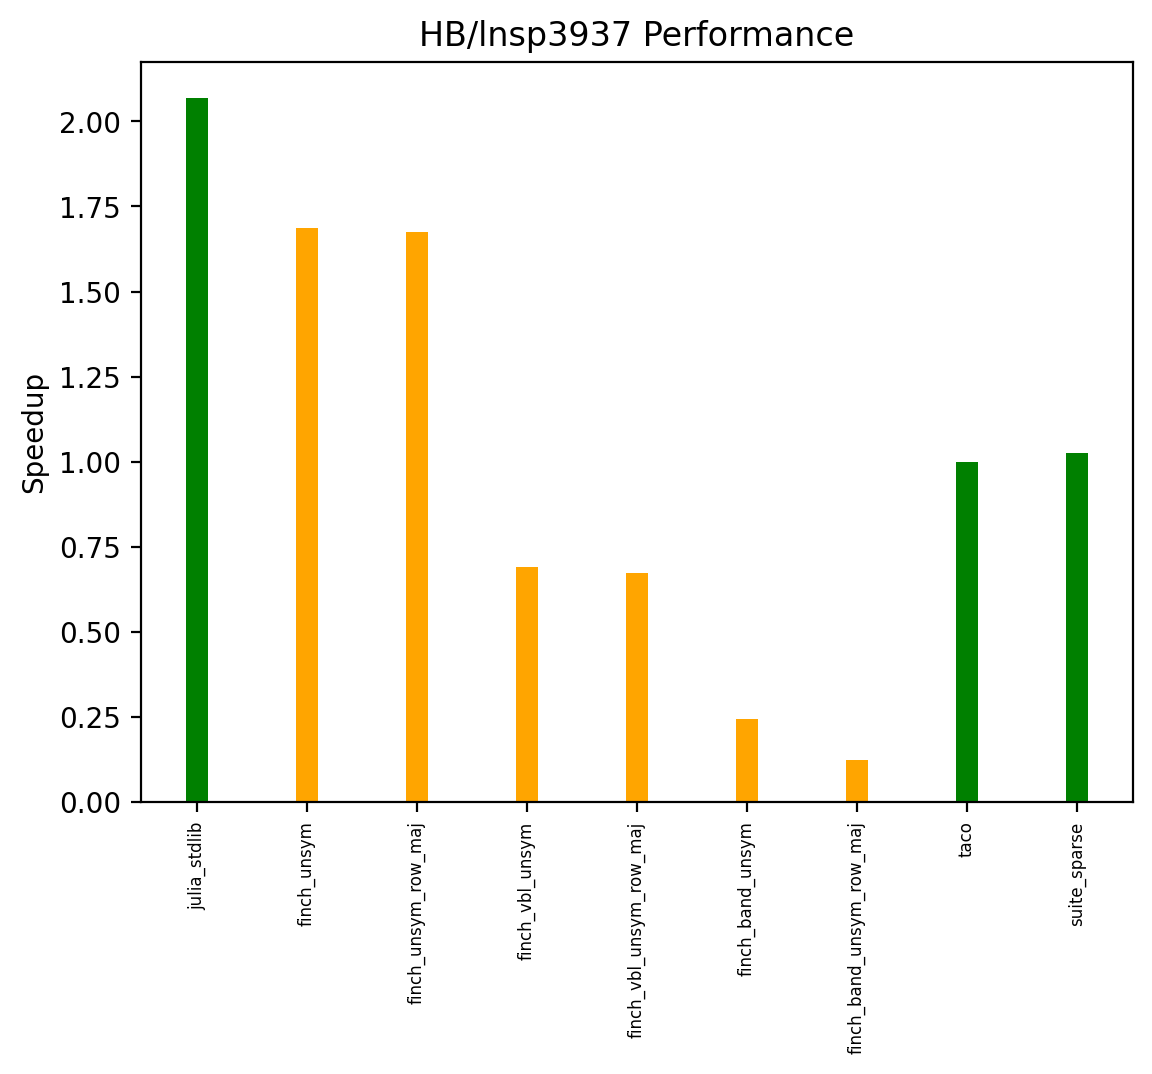 HB/lnsp3937 Performance
Speedup
2.00
1.75
1.50
1.25
1.00
0.75
0.50
0.25
0.00
julia_stdlib
finch_unsym
finch_unsym_row_maj
finch_vbl_unsym
finch_vbl_unsym_row_maj
finch_band_unsym
finch_band_unsym_row_maj
taco
suite_sparse